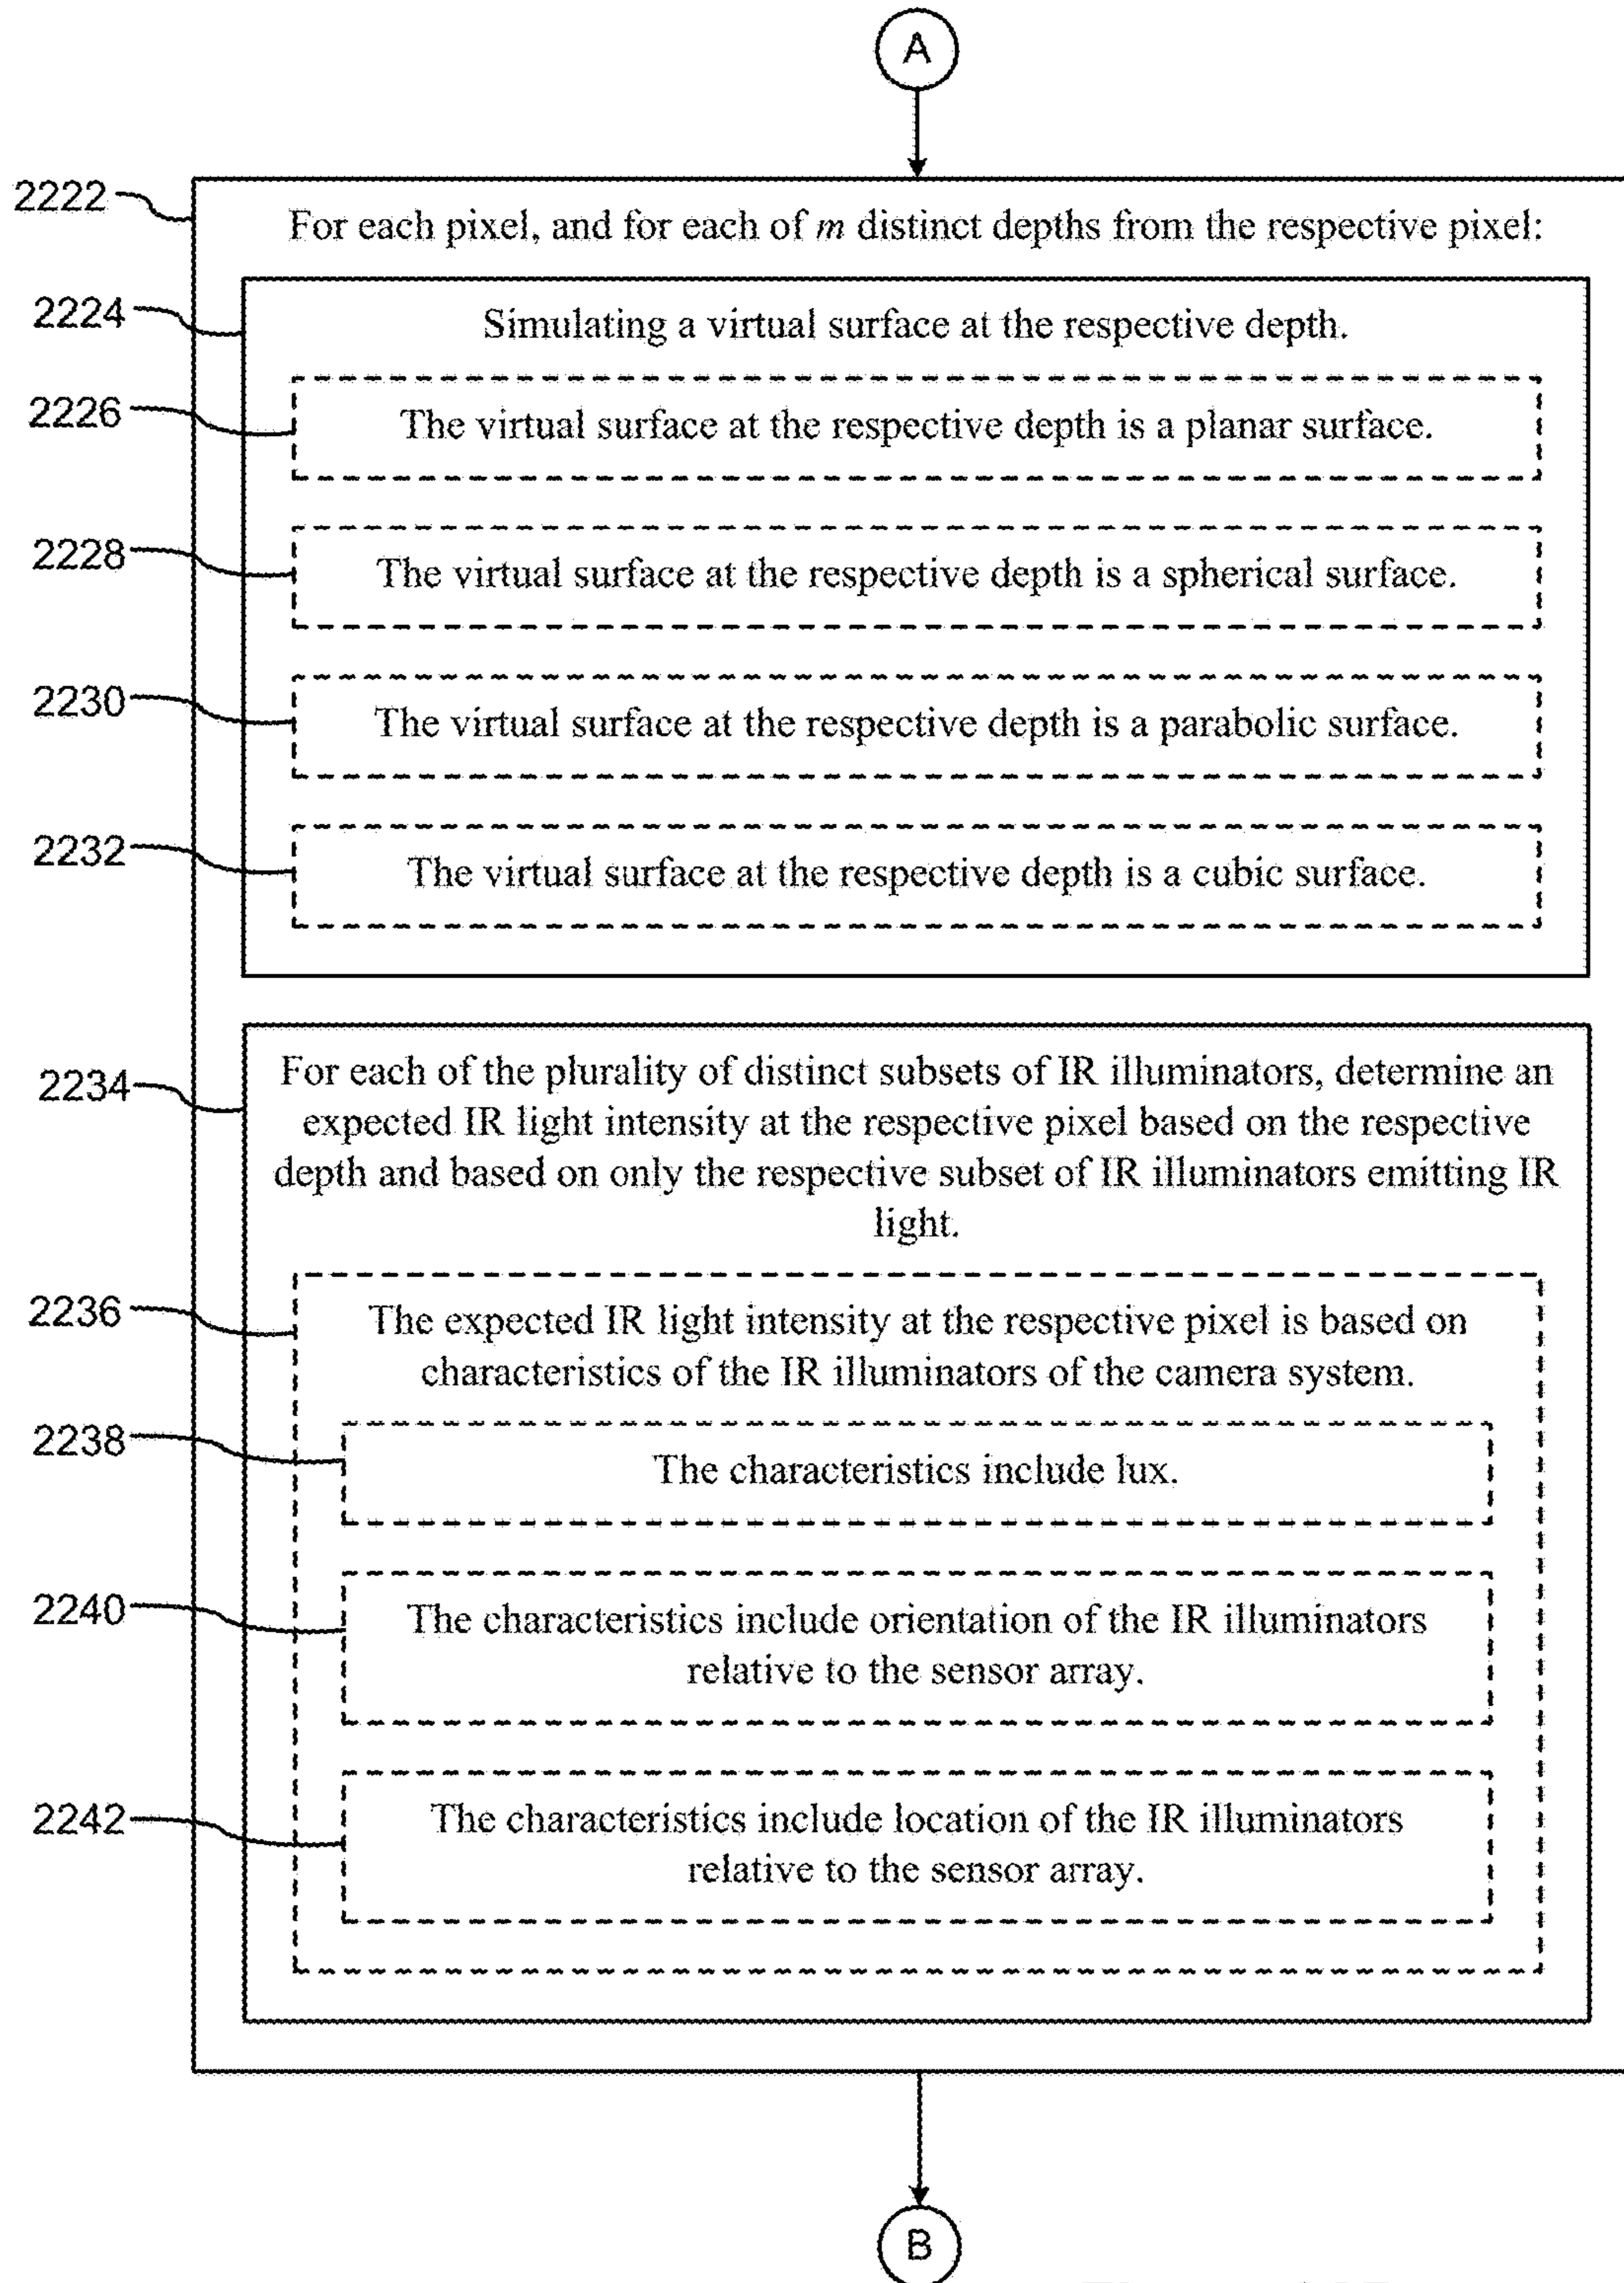 A
2222
For each pixel, and for each of m distinct depths from the respective pixel:
2224
Simulating a virtual surface at the respective depth.
2226
The virtual surface at the respective depth is a planar surface.
2228
The virtual surface at the respective depth is a spherical surface.
2230
The virtual surface at the respective depth is a parabolic surface.
2232
The virtual surface at the respective depth is a cubic surface.
2234
For each of the plurality of distinct subsets of IR illuminators, determine an
expected IR light intensity at the respective pixel based on the respective
depth and based on only the respective subset of IR illuminators emitting IR
light.
2236
The expected IR light intensity at the respective pixel is based on
characteristics of the IR illuminators of the camera system.
2238
The characteristics include lux.
2240
The characteristics include orientation of the IR illuminators
relative to the sensor array.
2242
The characteristics include location of the IR illuminators
relative to the sensor array.
B